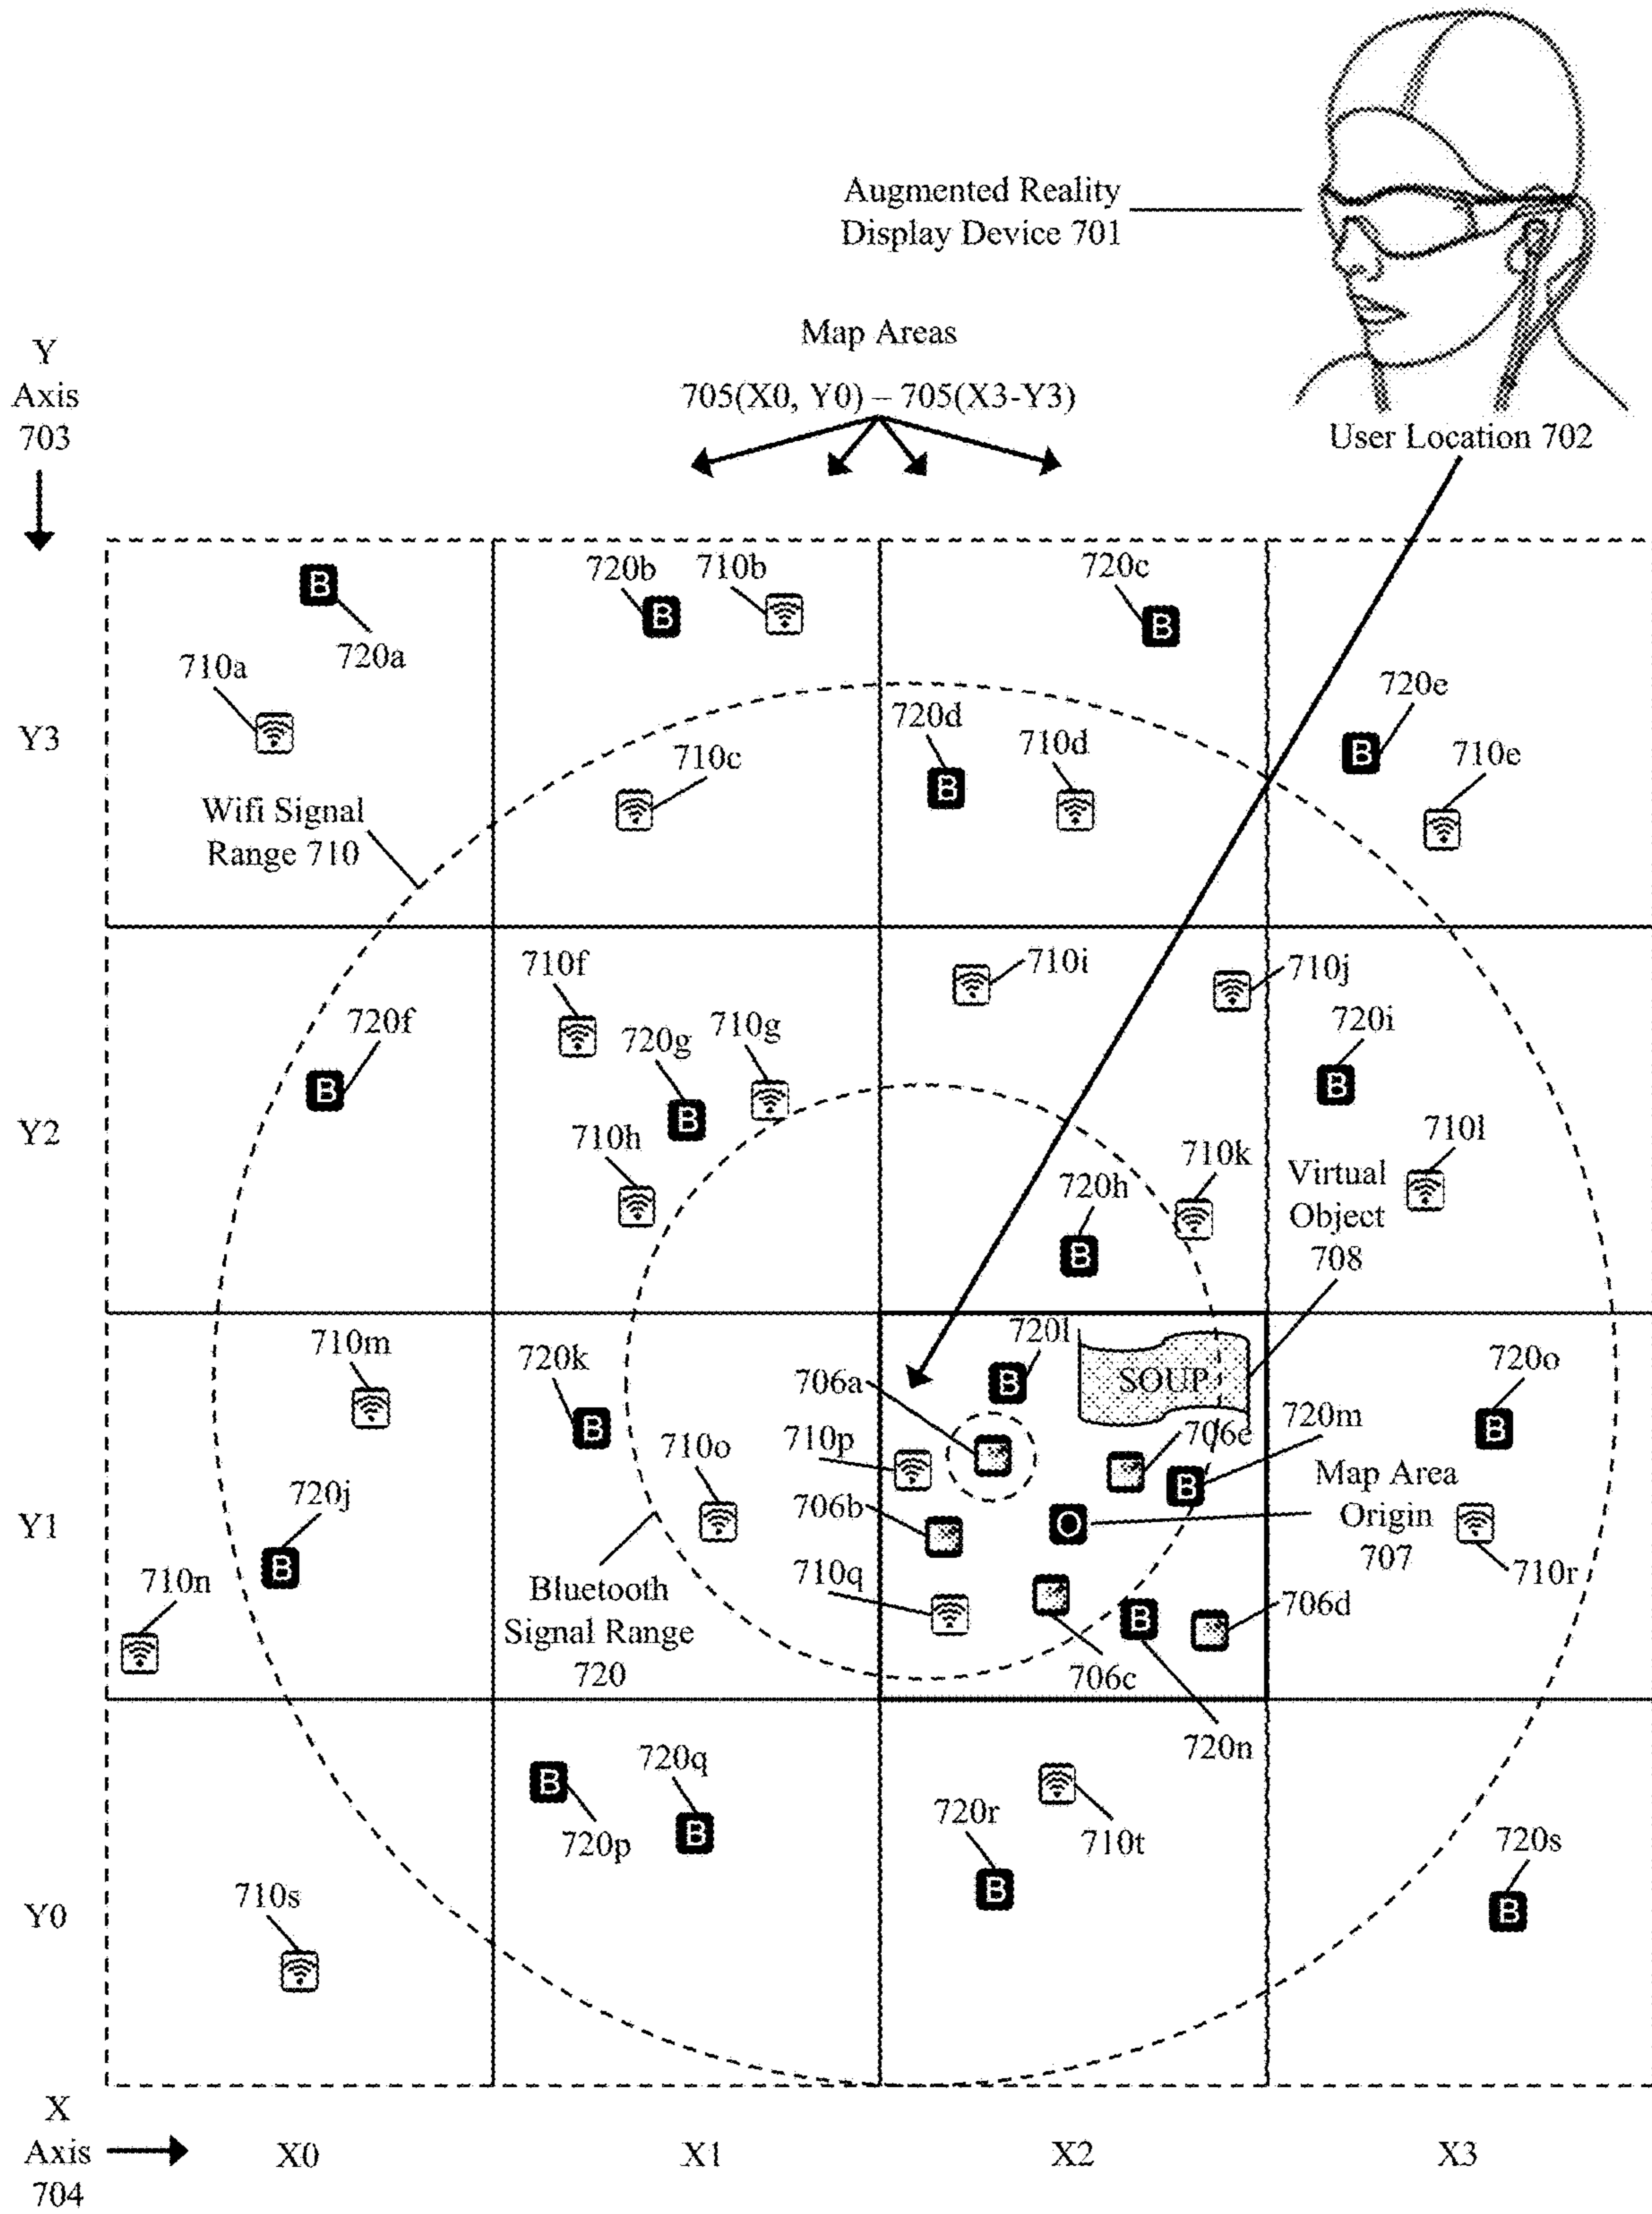 Augmented Reality
Display Device 701
Map Areas
705(X0, Y0) – 705(X3-Y3)
User Location 702
Y
Axis
703
720b
710b
720c
B
B
B
720a
710a
720e
B
720d
710d
710c
B
710e
Y3
B
Wifi Signal
Range 710
710f
710i
710j
720f
720g
710g
720i
B
B
B
Y2
710h
710l
710k
Virtual
Object
708
720h
B
710m
720k
720l
720o
706a
B
SOUP
B
B
720m
706e
710p
710o
B
Map Area
Origin
707
720j
706b
O
B
710n
710q
Bluetooth
Signal Range
720
710r
706d
B
706c
720n
720q
B
720p
B
720r
710t
720s
B
B
710s
Y0
X
Axis
704
X0
X1
X2
X3